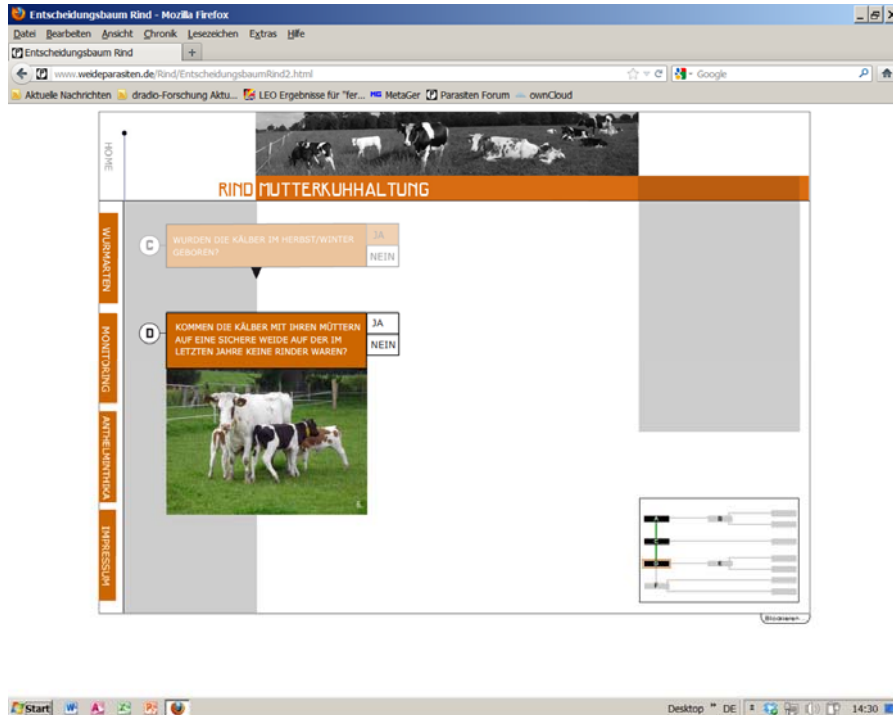 Entscheidungsbaum Rind - Mozilla Firefox
Datei Bearbeiten Ansicht Chronik Lesezeichen Extras Hilfe
Entscheidungsbaum Rind
www.weideparasiten.de/Rind/EntscheidungsbaumRind2.html
Google
Aktuelle Nachrichten dradio-Forschung Aktu... LEO Ergebnisse für "fer... MG MetaGer Parasiten Forum ownCloud
HOME
RIND MUTTERKUHHALTUNG
WURMARTEN
MONITORING
ANTHELMINTHIKA
IMPRESSUM
C
WURDEN DIE KÄLBER IM HERBST/WINTER
GEBOREN?
JA
NEIN
D
KOMMEN DIE KÄLBER MIT IHREN MÜTTERN
AUF EINE SICHERE WEIDE AUF DER IM
LETZTEN JAHRE KEINE RINDER WAREN?
JA
NEIN
A
B
C
D
E
F
Blockieren...
Start
Desktop » DE 14:30